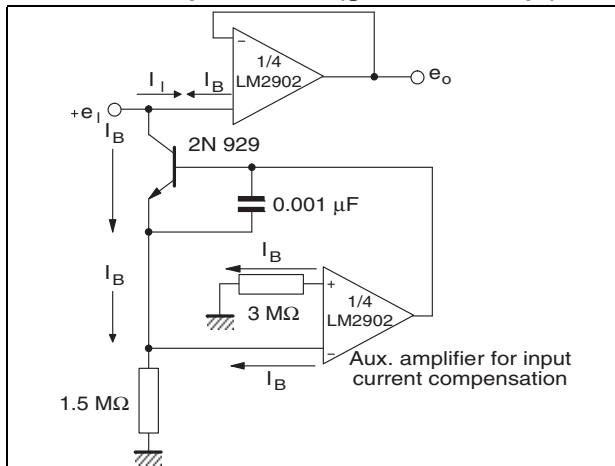 −
1/4
LM2902
e_o
I_I
I_B
+e_I
I_B
2N 929
0.001 μF
I_B
I_B
3 MΩ
+
1/4
LM2902
−
I_B
Aux. amplifier for input
current compensation
1.5 MΩ